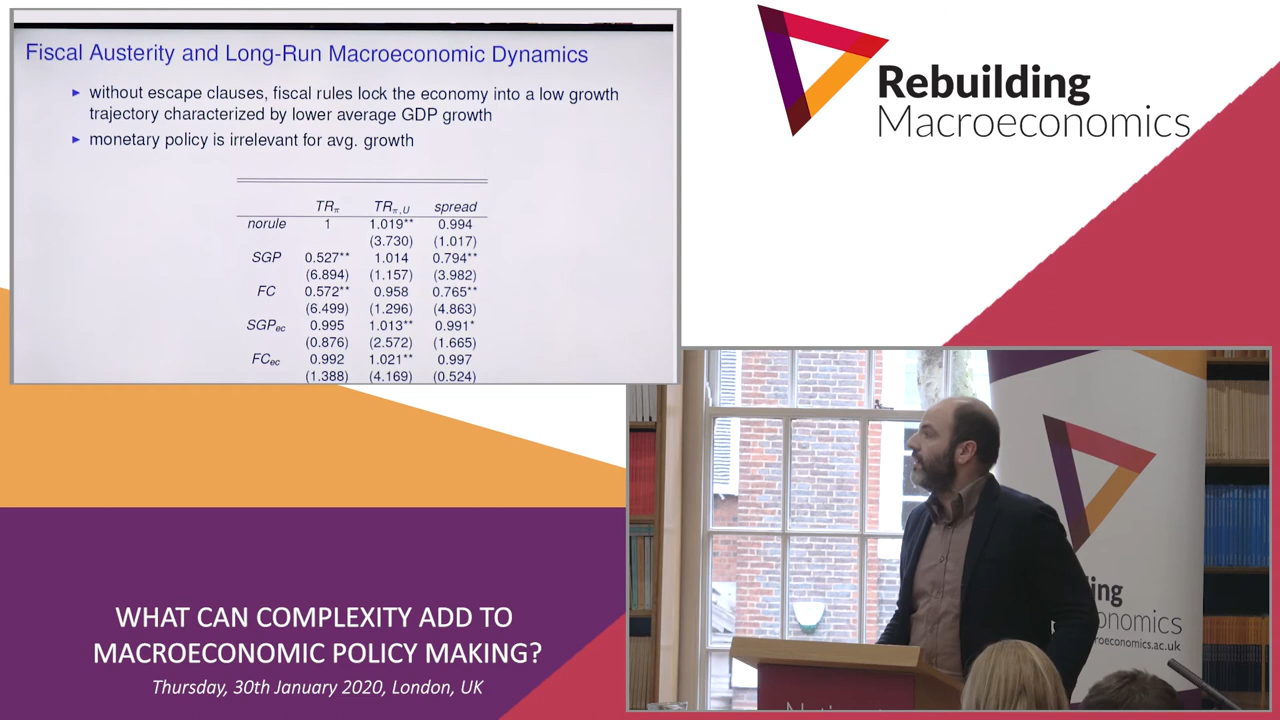 Fiscal Austerity and Long-Run Macroeconomic Dynamics
▸ without escape clauses, fiscal rules lock the economy into a low growth
trajectory characterized by lower average GDP growth
▸ monetary policy is irrelevant for avg. growth
TRπ TRπ,U spread
norule 1 1.019** 0.994
(3.730) (1.017)
SGP 0.527** 1.014 0.794**
(6.894) (1.157) (3.982)
FC 0.572** 0.958 0.765**
(6.499) (1.296) (4.863)
SGPec 0.995 1.013** 0.991*
(0.876) (2.572) (1.665)
FCec 0.992 1.021** 0.997
(1.388) (4.169) (0.524)
Rebuilding
Macroeconomics
WHAT CAN COMPLEXITY ADD TO
MACROECONOMIC POLICY MAKING?
Thursday, 30th January 2020, London, UK
ing
onomics
roeconomics.ac.uk